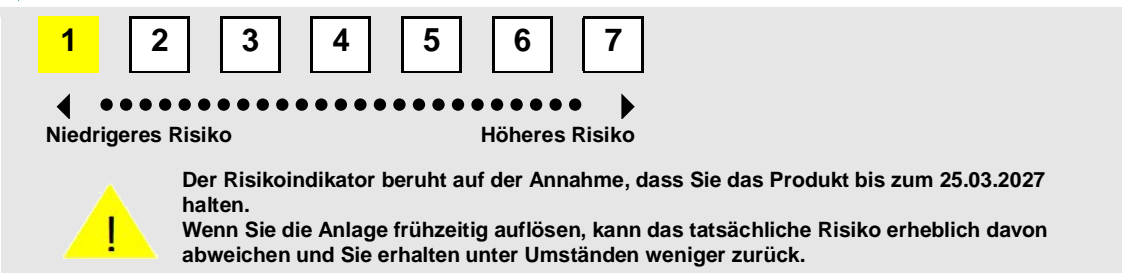 1 2 3 4 5 6 7
Niedrigeres Risiko Höheres Risiko
Der Risikoindikator beruht auf der Annahme, dass Sie das Produkt bis zum 25.03.2027
halten.
Wenn Sie die Anlage frühzeitig auflösen, kann das tatsächliche Risiko erheblich davon
! abweichen und Sie erhalten unter Umständen weniger zurück.